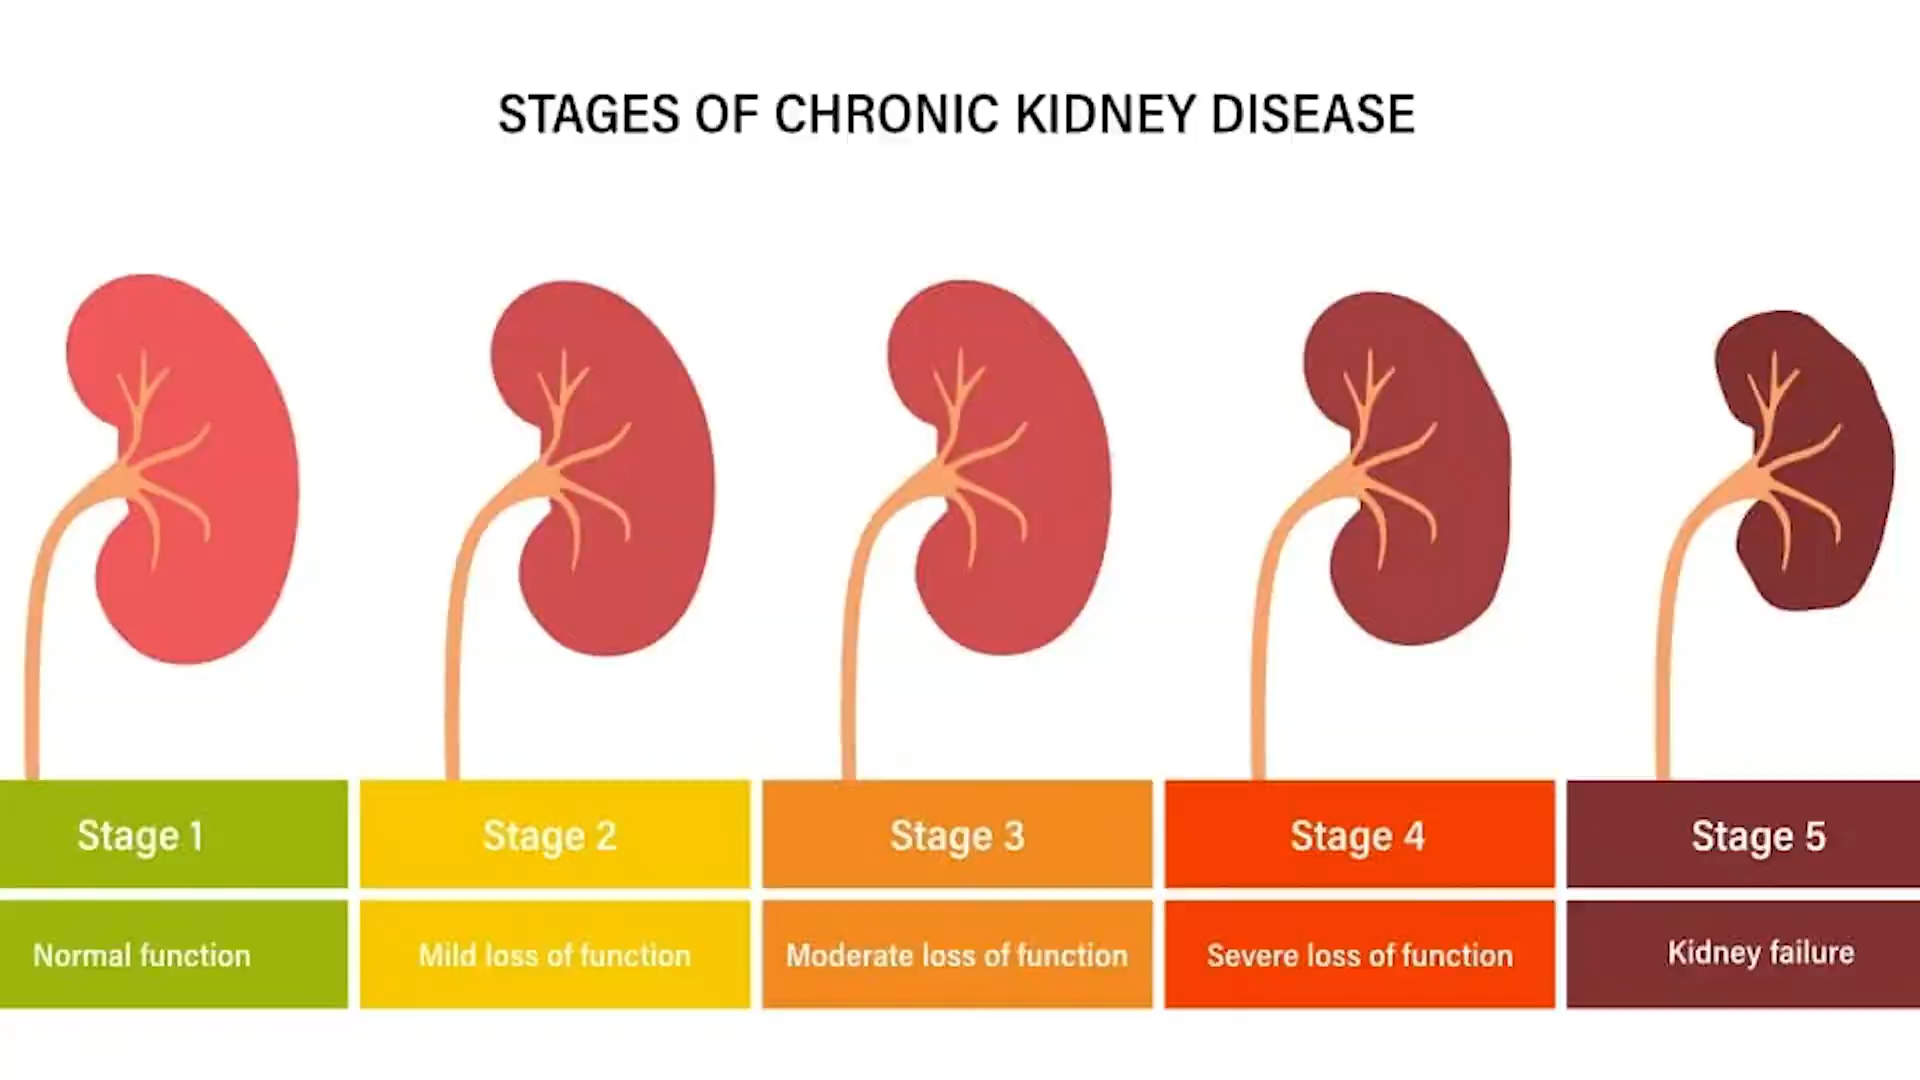 STAGES OF CHRONIC KIDNEY DISEASE
Stage 1
Stage 2
Stage 3
Stage 4
Stage 5
Normal function
Mild loss of function
Moderate loss of function
Severe loss of function
Kidney failure